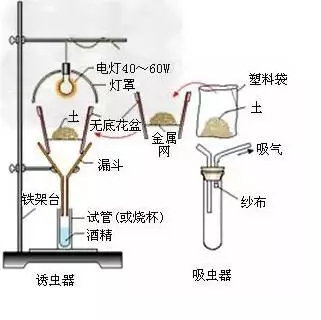 电灯40～60W
灯罩
塑料袋
土
土
无底花盆
金属
网
吸气
漏斗
铁架台
纱布
试管(或烧杯)
酒精
诱虫器
吸虫器